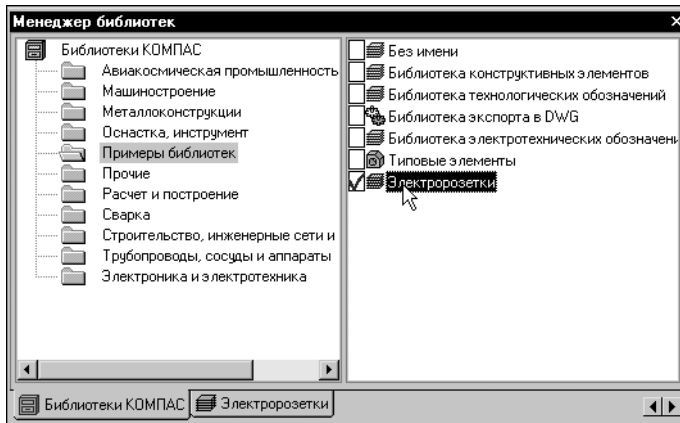 Менеджер библиотек
Библиотеки КОМПАС
Авиакосмическая промышленность
Машиностроение
Металлоконструкции
Оснастка, инструмент
Примеры библиотек
Прочие
Расчет и построение
Сварка
Строительство, инженерные сети и
Трубопроводы, сосуды и аппараты
Электроника и электротехника
Без имени
Библиотека конструктивных элементов
Библиотека технологических обозначений
Библиотека экспорта в DWG
Библиотека электротехнических обозначени
Типовые элементы
Электророзетки
Библиотеки КОМПАС
Электророзетки